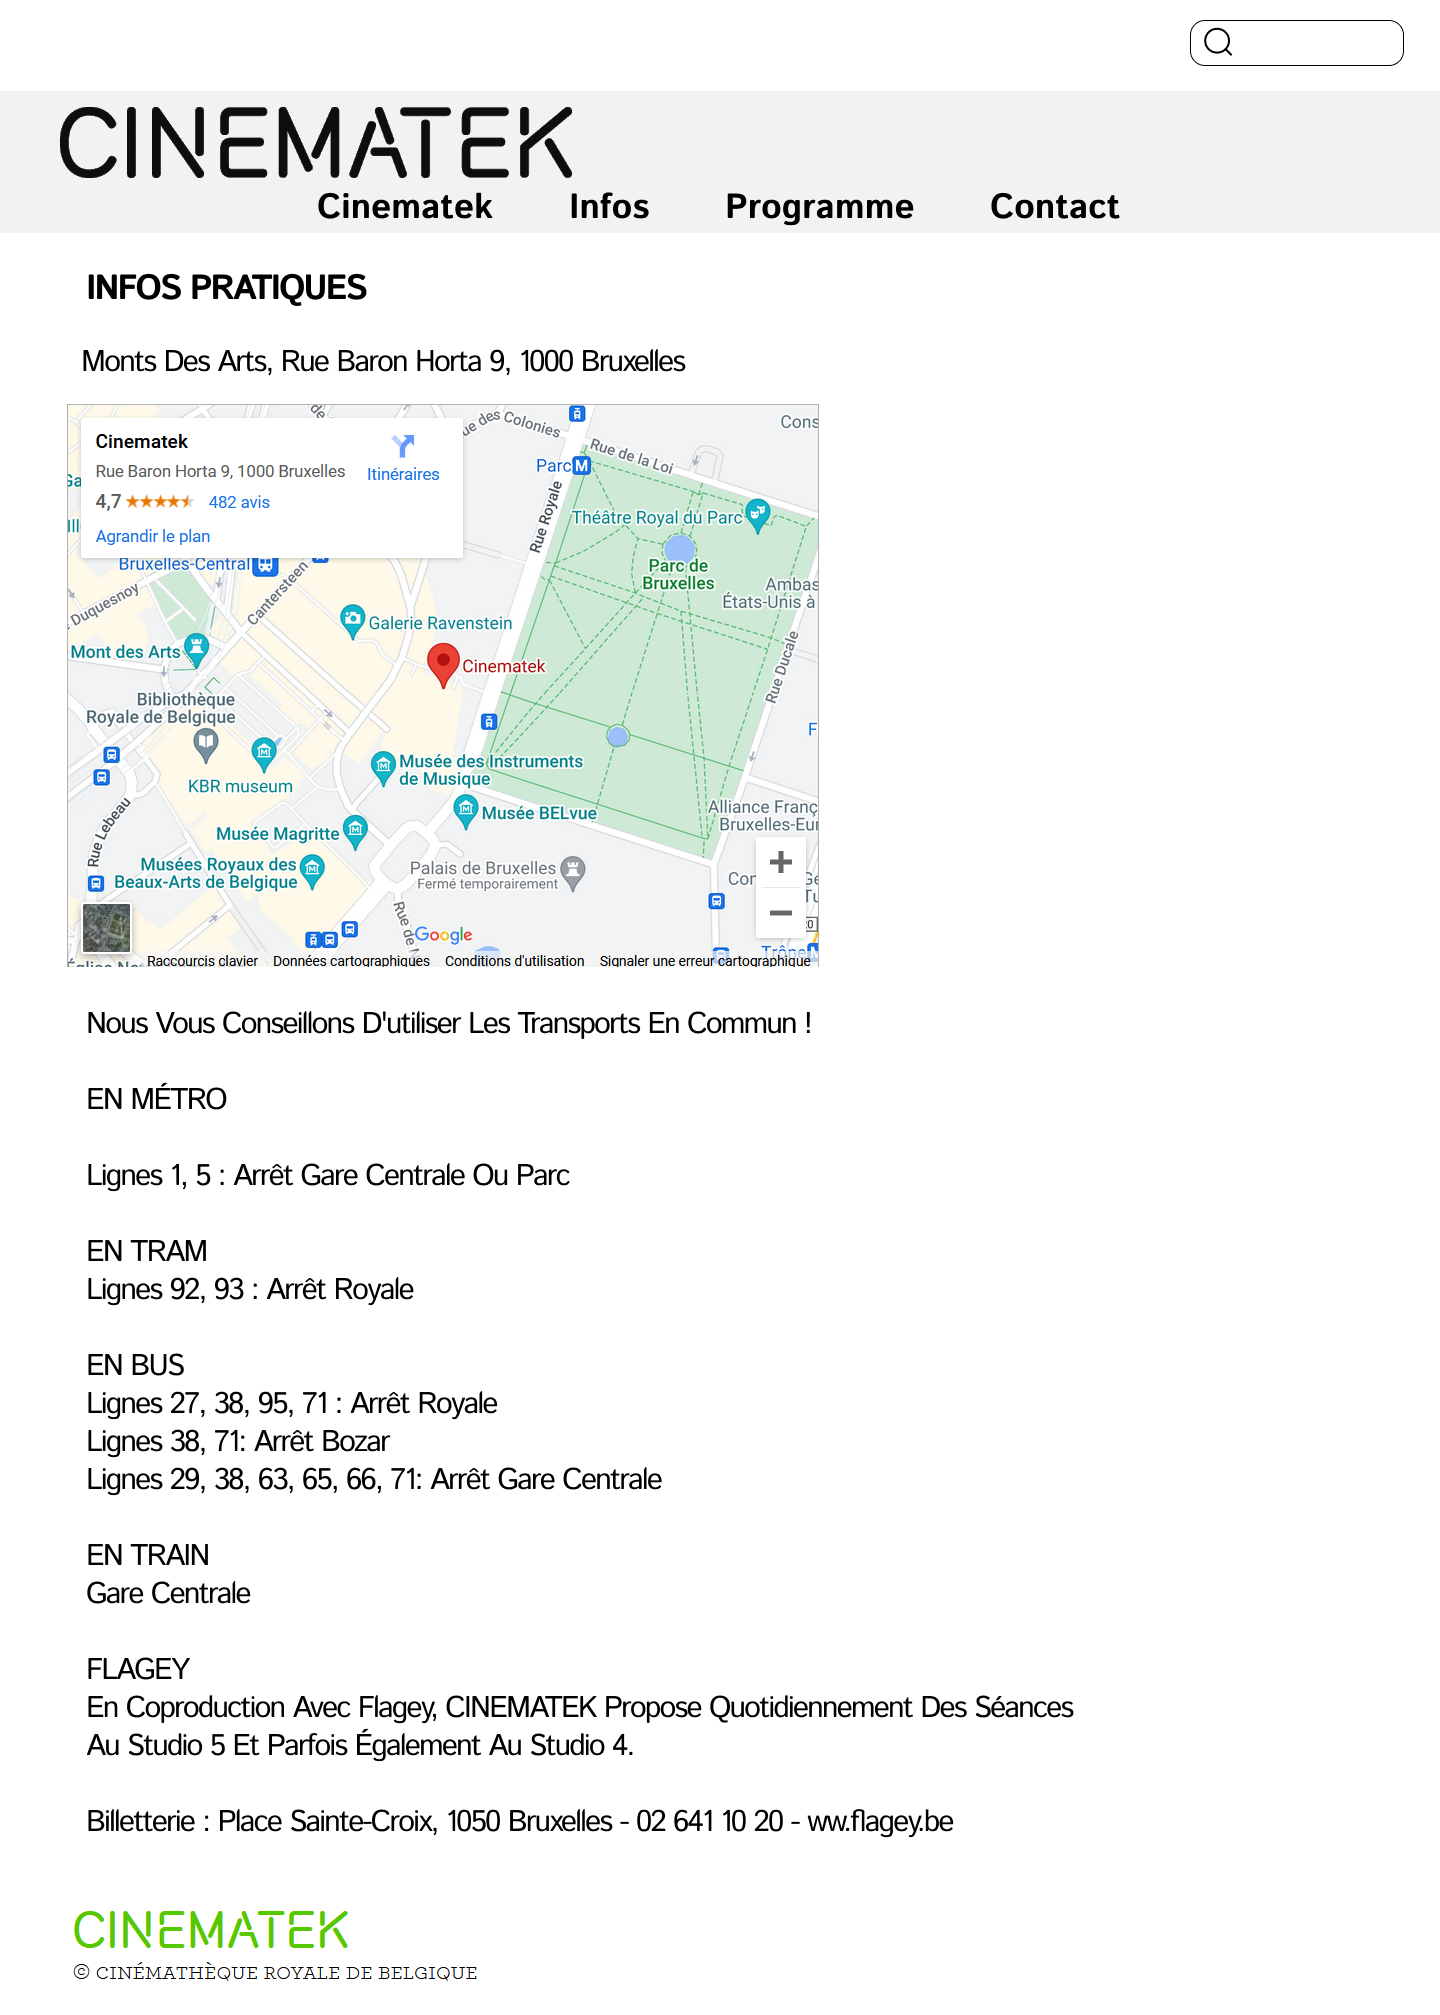 CINEMATEK
Cinematek Infos Programme Contact
INFOS PRATIQUES
Monts Des Arts, Rue Baron Horta 9, 1000 Bruxelles
Cinematek
Rue Baron Horta 9, 1000 Bruxelles
Itinéraires
4,7 482 avis
Agrandir le plan
Rue de la Loi
Parc
Rue Royale
Théâtre Royal du Parc
Bruxelles-Central
Cantersteen
Parc de
Bruxelles
États-Unis à
Duquesnoy
Galerie Ravenstein
Mont des Arts
Cinematek
Rue Ducale
Bibliothèque
Royale de Belgique
KBR museum
Musée des Instruments
de Musique
Musée BELvue
Rue Lebeau
Musée Magritte
Musées Royaux des
Beaux-Arts de Belgique
Palais de Bruxelles
Fermé temporairement
Google
Trône
Raccourcis clavier Données cartographiques Conditions d'utilisation Signaler une erreur cartographique
Nous Vous Conseillons D'utiliser Les Transports En Commun !
EN MÉTRO
Lignes 1, 5 : Arrêt Gare Centrale Ou Parc
EN TRAM
Lignes 92, 93 : Arrêt Royale
EN BUS
Lignes 27, 38, 95, 71 : Arrêt Royale
Lignes 38, 71: Arrêt Bozar
Lignes 29, 38, 63, 65, 66, 71: Arrêt Gare Centrale
EN TRAIN
Gare Centrale
FLAGEY
En Coproduction Avec Flagey, CINEMATEK Propose Quotidiennement Des Séances
Au Studio 5 Et Parfois Également Au Studio 4.
Billetterie : Place Sainte-Croix, 1050 Bruxelles - 02 641 10 20 - ww.flagey.be
CINEMATEK
© CINÉMATHÈQUE ROYALE DE BELGIQUE